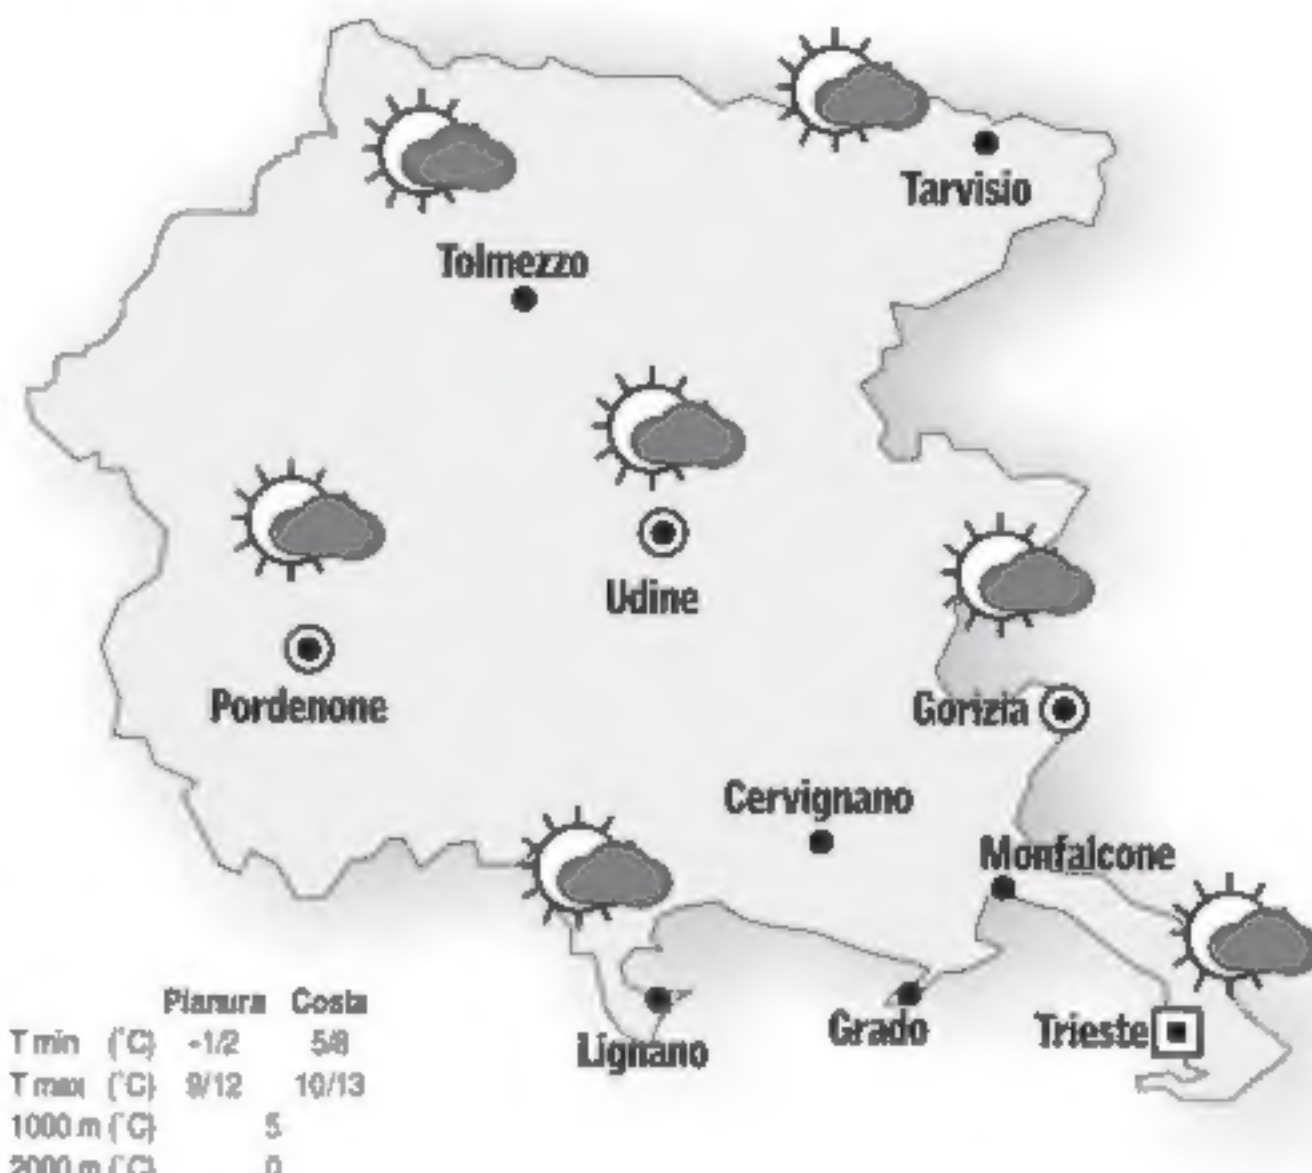 Tarvisio
Tolmezzo
Udine
Pordenone
Gorizia
Cervignano
Monfalcone
Lignano
Grado
Trieste
Pianura Costa
T min (°C) -1/2 5/8
T max (°C) 9/12 10/13
1000 m (°C) 5
2000 m (°C) 0